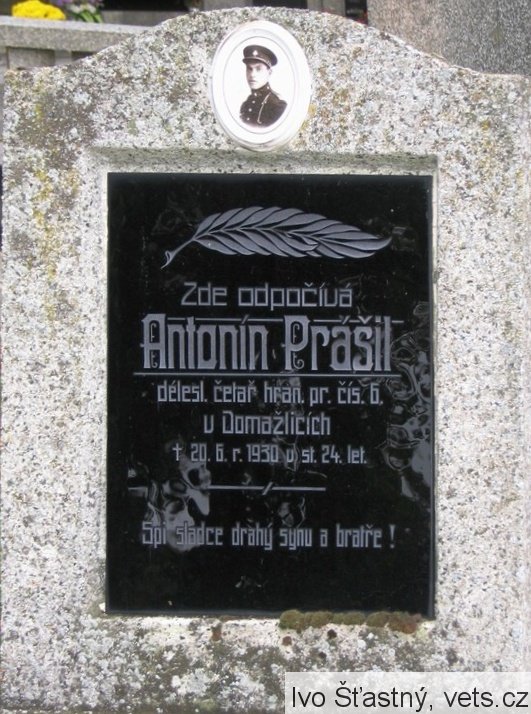 Zde odpočívá
Antonín Prášil
délesl. četař hran. pr. čís. 6.
v Domažlicích
† 20. 6. r. 1930 v st. 24. let.
Spi sladce drahý synu a bratře !
Ivo Šťastný, vets.cz